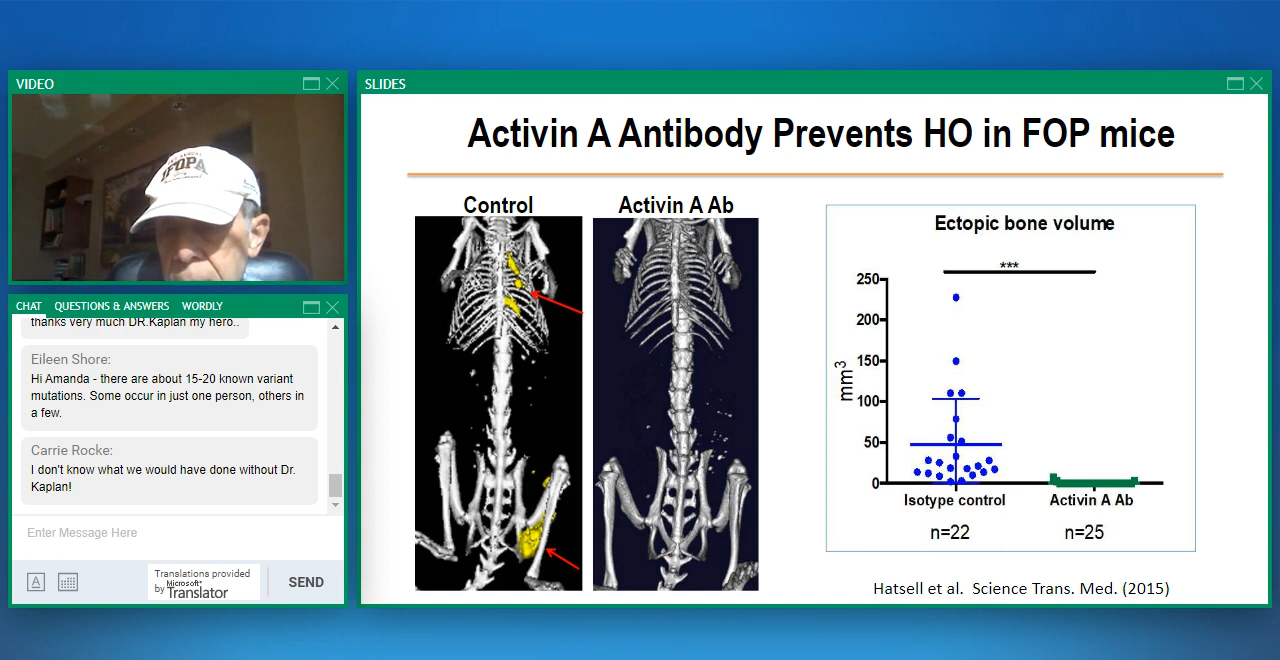 VIDEO
IFOPA
CHAT QUESTIONS & ANSWERS WORDLY
thanks very much DR.Kaplan my hero..
Eileen Shore:
Hi Amanda - there are about 15-20 known variant
mutations. Some occur in just one person, others in
a few.
Carrie Rocke:
I don't know what we would have done without Dr.
Kaplan!
Enter Message Here
A
Translations provided
by Microsoft®
Translator
SEND
SLIDES
Activin A Antibody Prevents HO in FOP mice
Control
Activin A Ab
Ectopic bone volume
***
250
200
150
100
50
0
mm3
Isotype control
Activin A Ab
n=22
n=25
Hatsell et al. Science Trans. Med. (2015)